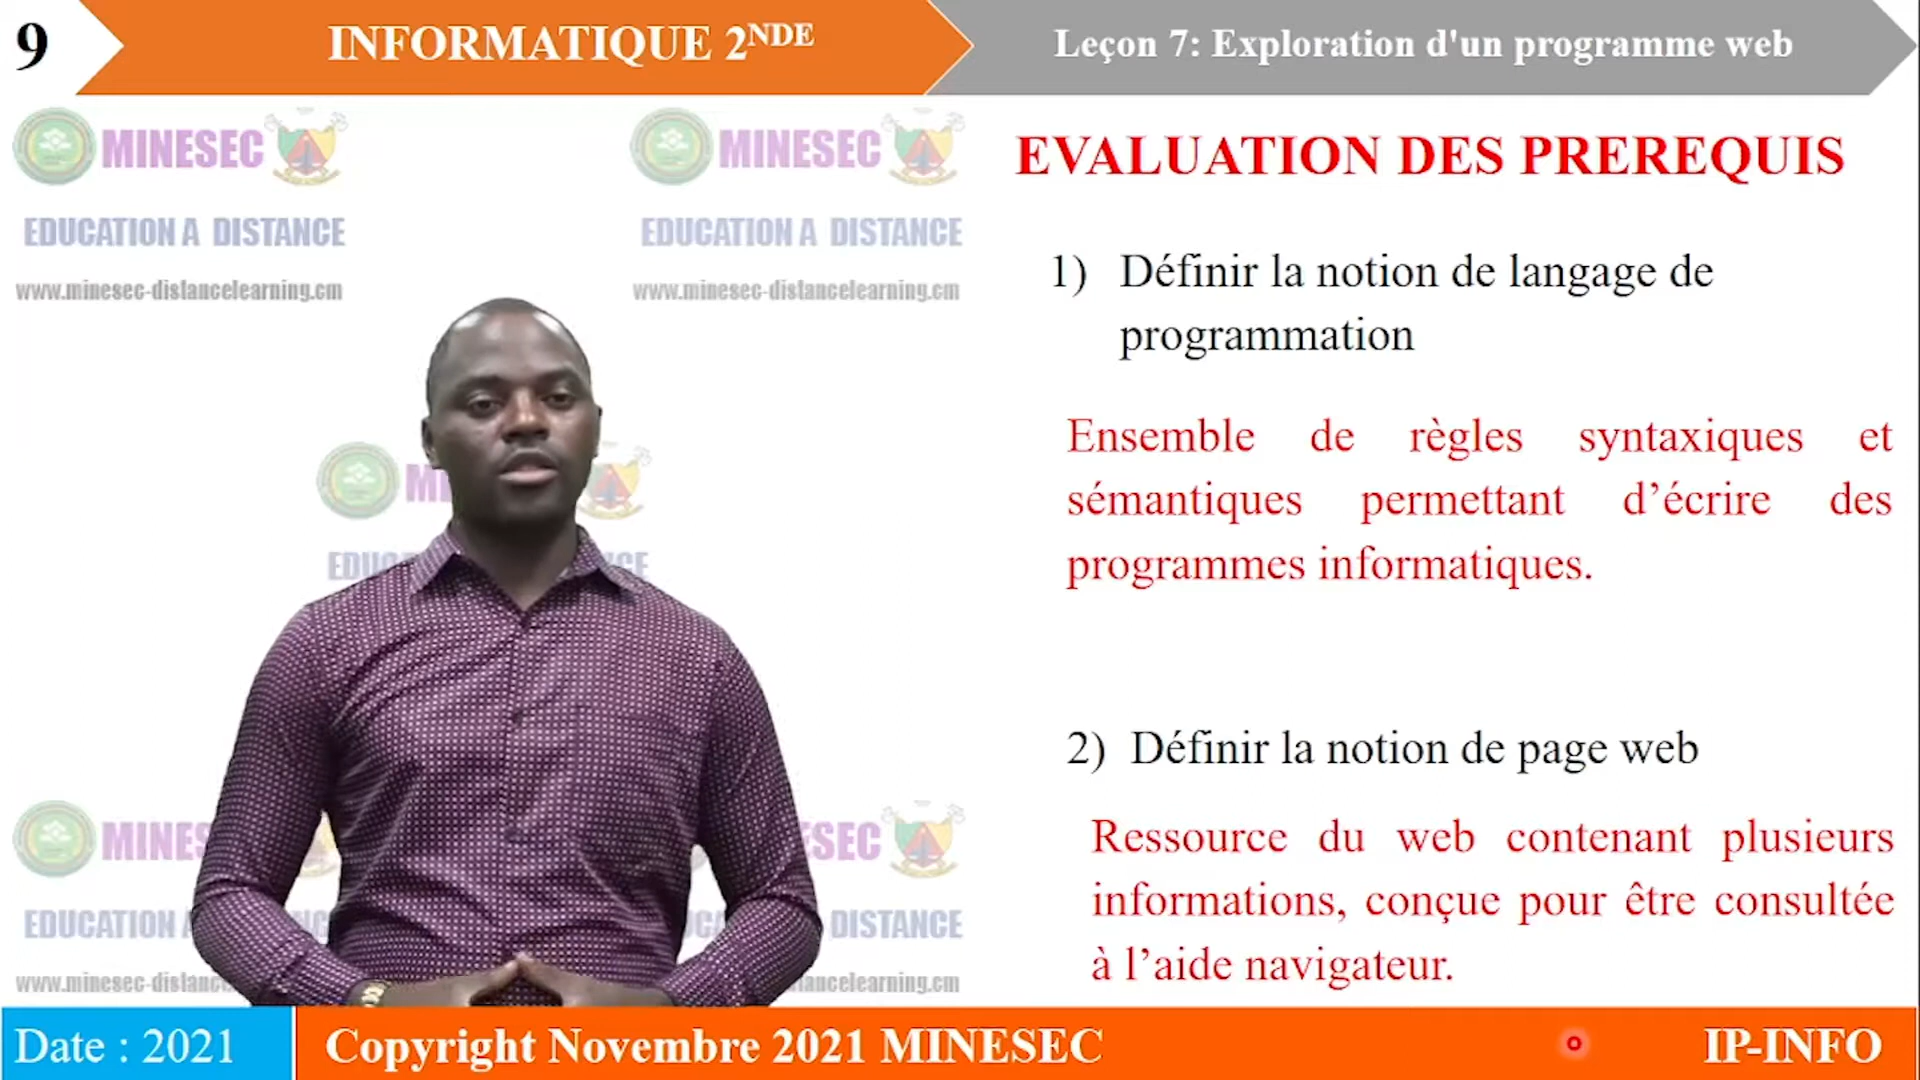 9
INFORMATIQUE 2NDE
Leçon 7: Exploration d'un programme web
MINESEC
EDUCATION A DISTANCE
www.minesec-distancelearning.cm
MINESEC
EDUCATION A DISTANCE
www.minesec-distancelearning.cm
EVALUATION DES PREREQUIS
1) Définir la notion de langage de
programmation
Ensemble de règles syntaxiques et
sémantiques permettant d’écrire des
programmes informatiques.
2) Définir la notion de page web
Ressource du web contenant plusieurs
informations, conçue pour être consultée
à l’aide navigateur.
Date : 2021
Copyright Novembre 2021 MINESEC
IP-INFO